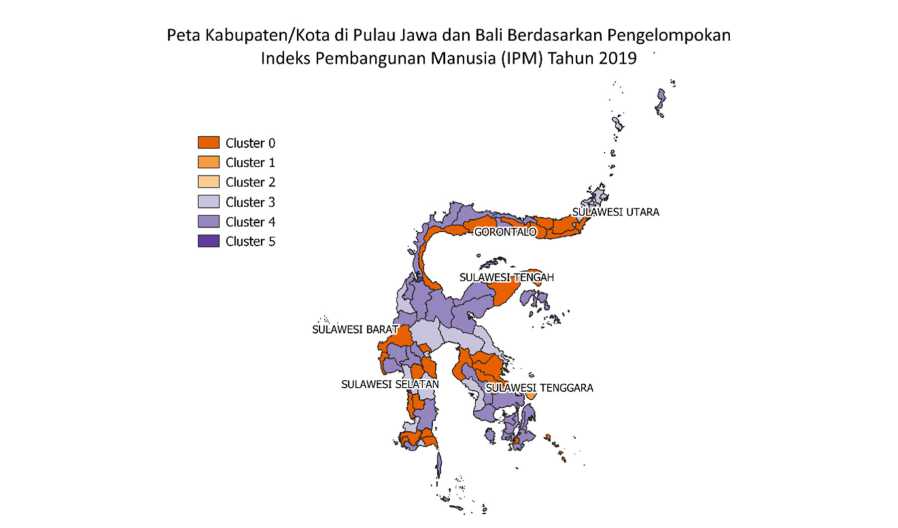 Peta Kabupaten/Kota di Pulau Jawa dan Bali Berdasarkan Pengelompokan
Indeks Pembangunan Manusia (IPM) Tahun 2019
Cluster 0
Cluster 1
Cluster 2
Cluster 3
Cluster 4
Cluster 5
SULAWESI UTARA
GORONTALO
SULAWESI TENGAH
SULAWESI BARAT
SULAWESI SELATAN
SULAWESI TENGGARA